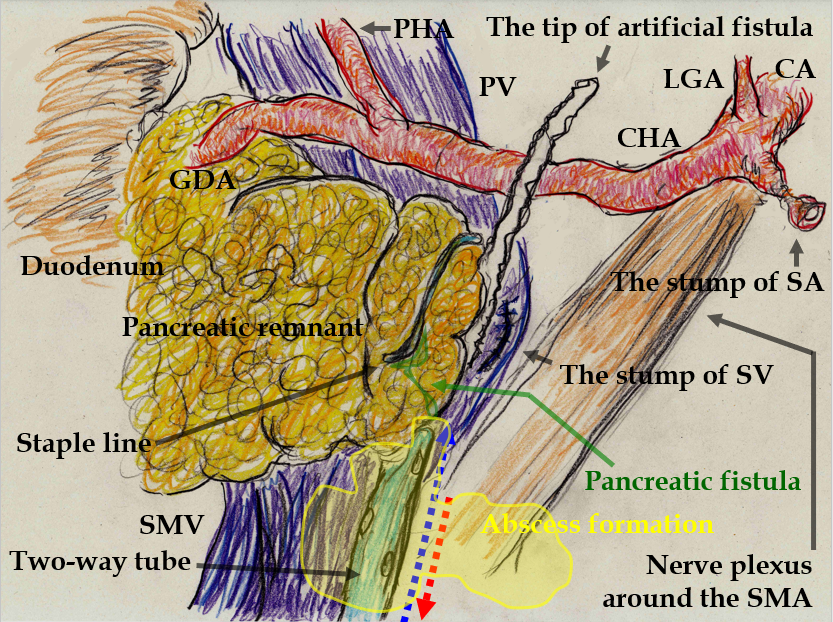 PHA
The tip of artificial fistula
PV
LGA
CA
CHA
GDA
Duodenum
The stump of SA
Pancreatic remnant
The stump of SV
Staple line
Pancreatic fistula
SMV
Abscess formation
Two-way tube
Nerve plexus
around the SMA